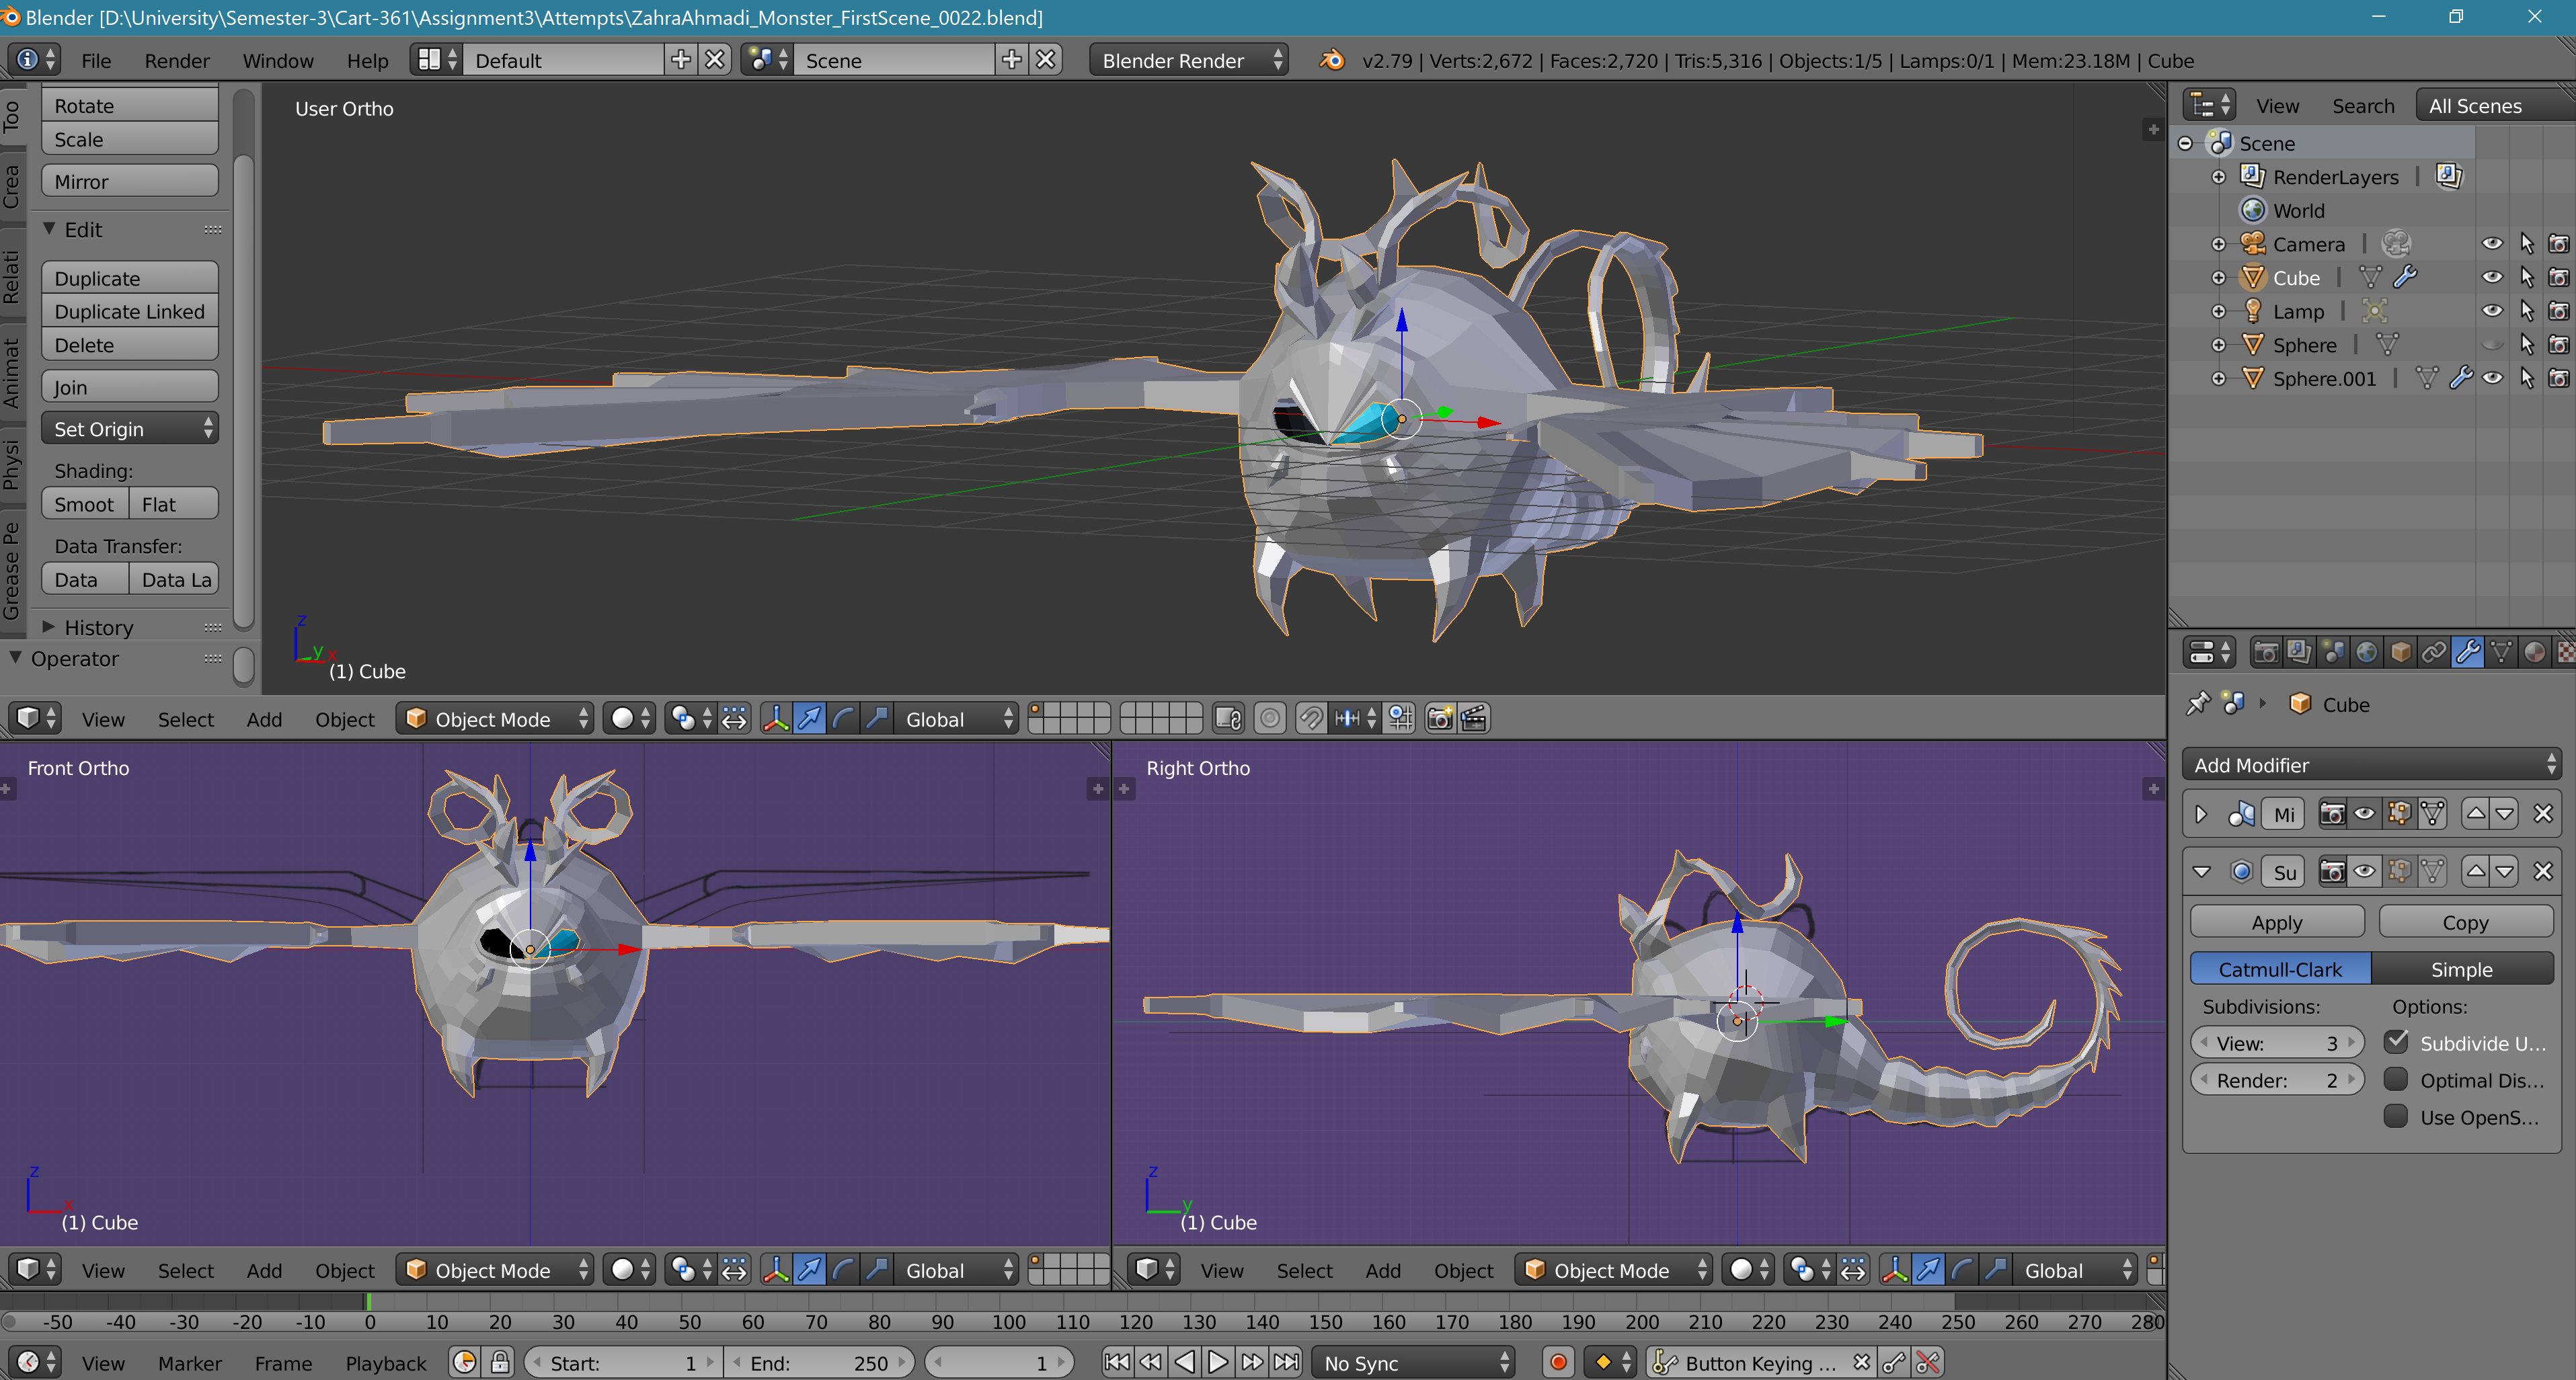 Blender [D:\University\Semester-3\Cart-361\Assignment3\Attempts\ZahraAhmadi_Monster_FirstScene_0022.blend]
File Render Window Help Default Scene Blender Render v2.79 | Verts:2,672 | Faces:2,720 | Tris:5,316 | Objects:1/5 | Lamps:0/1 | Mem:23.18M | Cube
Too
Crea
Relati
Animat
Physi
Grease Pe
Rotate
Scale
Mirror
Edit
Duplicate
Duplicate Linked
Delete
Join
Set Origin
Shading:
Smoot Flat
Data Transfer:
Data Data La
History
Operator
User Ortho
z
y x
(1) Cube
View Select Add Object Object Mode Global
Front Ortho
z
x
(1) Cube
View Select Add Object Object Mode Global
Right Ortho
z
y
(1) Cube
View Select Add Object Object Mode Global
-50 -40 -30 -20 -10 0 10 20 30 40 50 60 70 80 90 100 110 120 130 140 150 160 170 180 190 200 210 220 230 240 250 260 270 280
View Marker Frame Playback Start: 1 End: 250 1 No Sync Button Keying ...
View Search All Scenes
Scene
RenderLayers |
World
Camera |
Cube |
Lamp |
Sphere |
Sphere.001 |
Cube
Add Modifier
Mi
Su
Apply Copy
Catmull-Clark Simple
Subdivisions: Options:
View: 3 Subdivide U...
Render: 2 Optimal Dis...
Use OpenS...